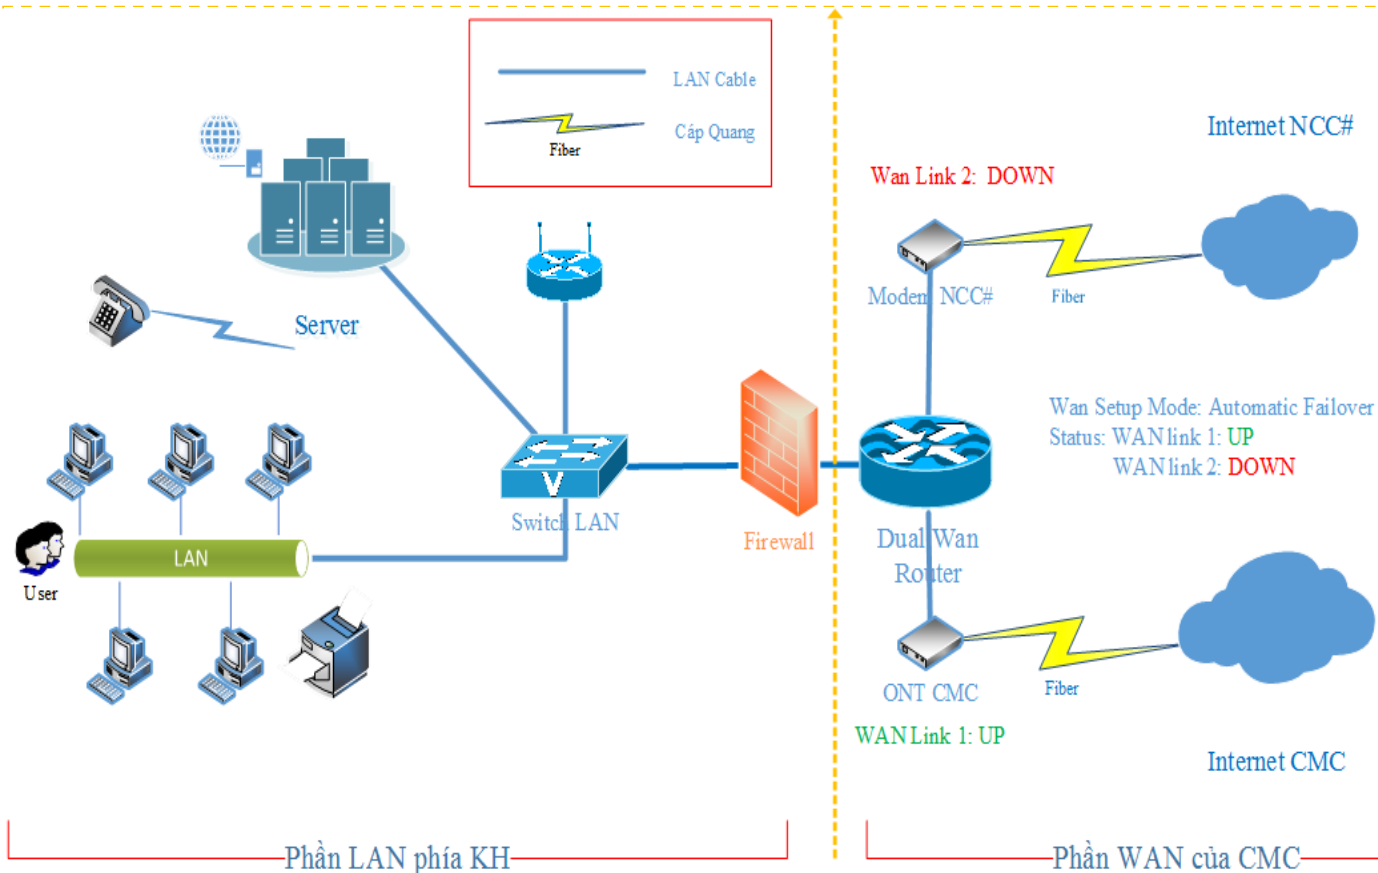 LAN Cable
Cáp Quang
Fiber
Internet NCC#
Wan Link 2: DOWN
Modem NCC#
Fiber
Server
Wan Setup Mode: Automatic Failover
Status: WAN link 1: UP
WAN link 2: DOWN
Switch LAN
Firewall
Dual Wan
Router
LAN
User
ONT CMC
Fiber
WAN Link 1: UP
Internet CMC
Phần LAN phía KH
Phần WAN của CMC